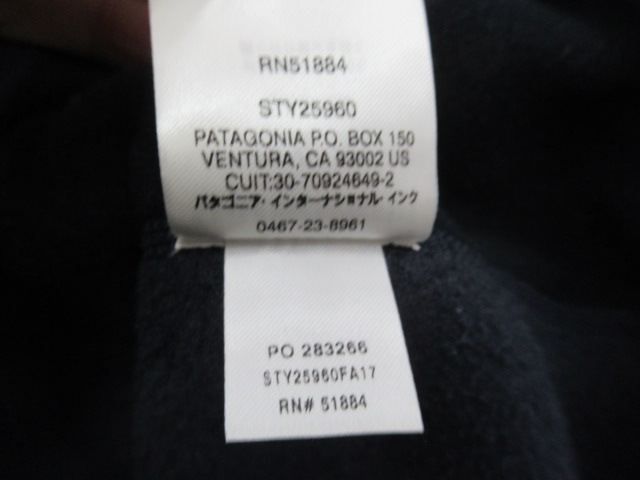 RN51884
STY25960
PATAGONIA P.O. BOX 150
VENTURA, CA 93002 US
CUIT:30-70924649-2
パタゴニア・インターナショナル・インク
0467-23-8961
PO 283266
STY25960FA17
RN# 51884